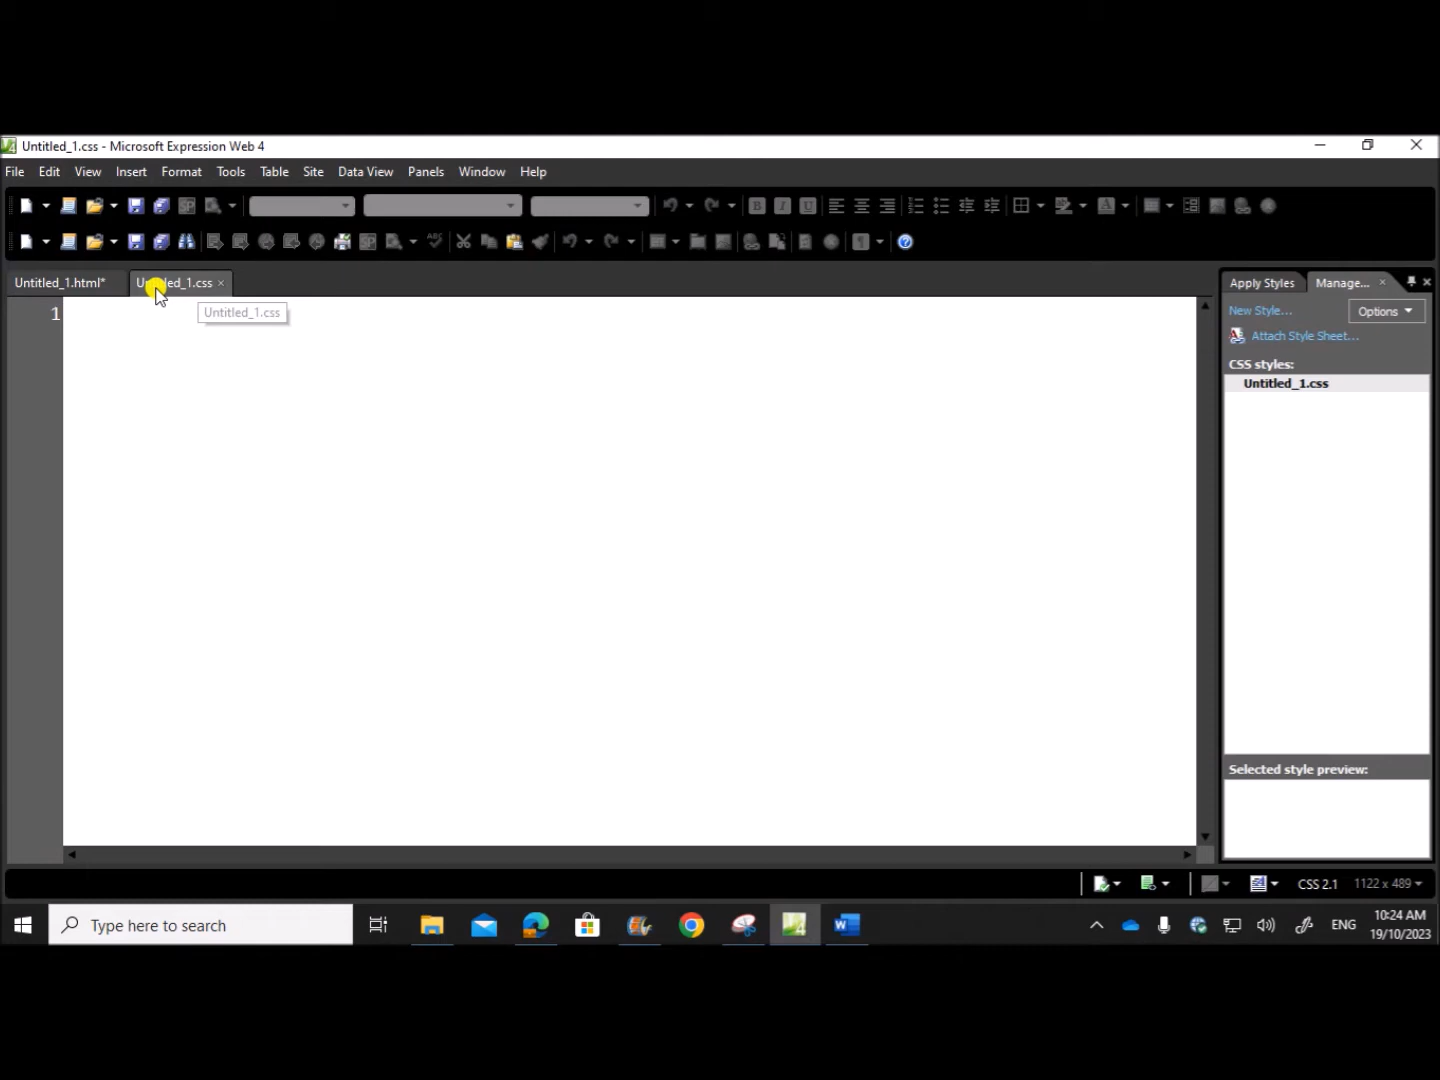 Untitled_1.css - Microsoft Expression Web 4
File Edit View Insert Format Tools Table Site Data View Panels Window Help
Untitled_1.html* Untitled_1.css
Untitled_1.css
1
Apply Styles Manage...
New Style... Options
Attach Style Sheet...
CSS styles:
Untitled_1.css
Selected style preview:
CSS 2.1 1122 x 489
Type here to search
ENG
10:24 AM
19/10/2023